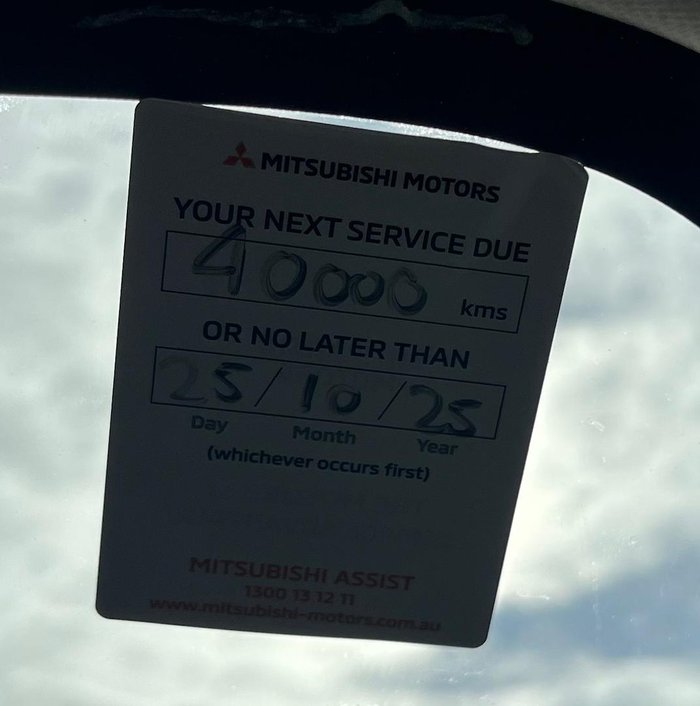 MITSUBISHI MOTORS
YOUR NEXT SERVICE DUE
40000 kms
OR NO LATER THAN
25/10/25
Day Month Year
(whichever occurs first)
MITSUBISHI ASSIST
1300 13 12 11
www.mitsubishi-motors.com.au